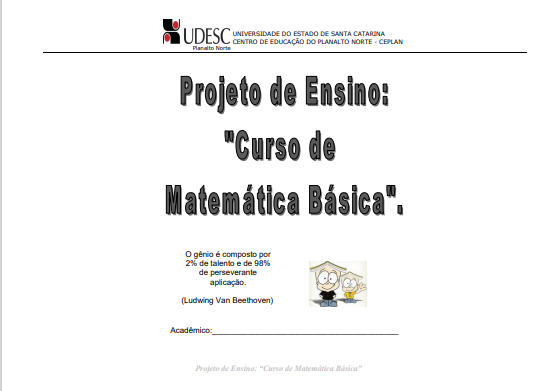 UDESC
Planalto Norte
UNIVERSIDADE DO ESTADO DE SANTA CATARINA
CENTRO DE EDUCAÇÃO DO PLANALTO NORTE - CEPLAN
Projeto de Ensino:
"Curso de
Matemática Básica".
O gênio é composto por
2% de talento e de 98%
de perseverante
aplicação.
(Ludwing Van Beethoven)
Acadêmico:__________________________________________
Projeto de Ensino: “Curso de Matemática Básica”